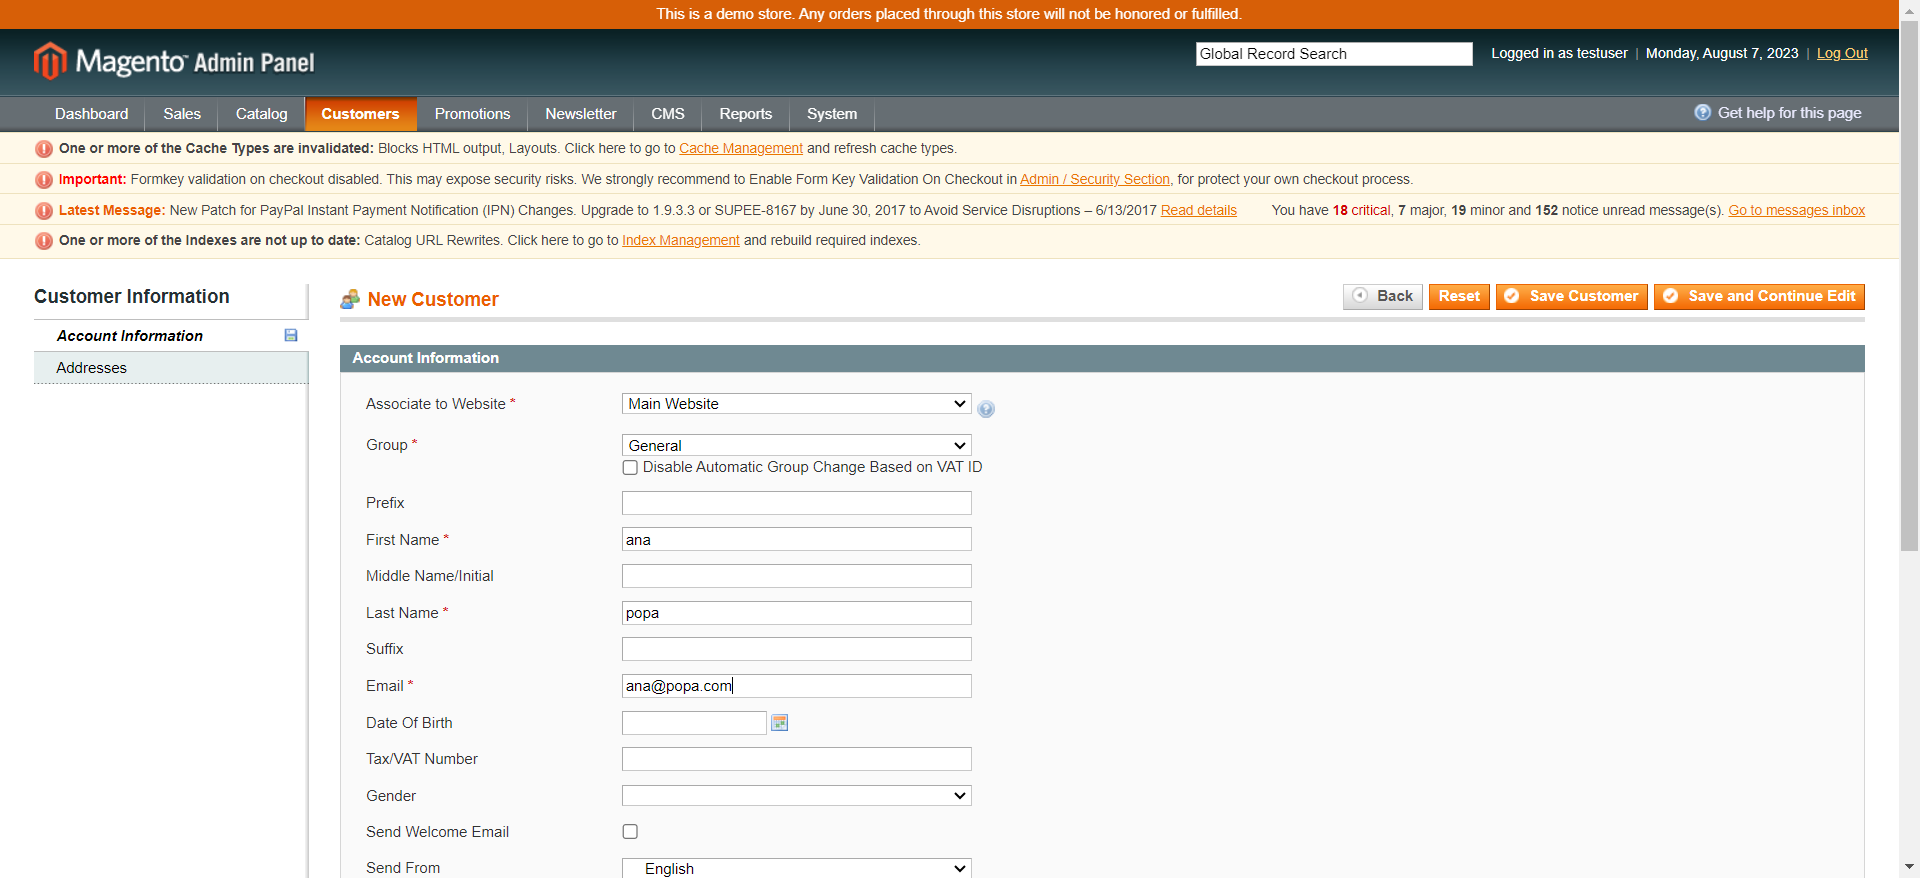 This is a demo store. Any orders placed through this store will not be honored or fulfilled.
Magento Admin Panel
Global Record Search
Logged in as testuser | Monday, August 7, 2023 | Log Out
Dashboard Sales Catalog Customers Promotions Newsletter CMS Reports System Get help for this page
One or more of the Cache Types are invalidated: Blocks HTML output, Layouts. Click here to go to Cache Management and refresh cache types.
Important: Formkey validation on checkout disabled. This may expose security risks. We strongly recommend to Enable Form Key Validation On Checkout in Admin / Security Section, for protect your own checkout process.
Latest Message: New Patch for PayPal Instant Payment Notification (IPN) Changes. Upgrade to 1.9.3.3 or SUPEE-8167 by June 30, 2017 to Avoid Service Disruptions – 6/13/2017 Read details You have 18 critical, 7 major, 19 minor and 152 notice unread message(s). Go to messages inbox
One or more of the Indexes are not up to date: Catalog URL Rewrites. Click here to go to Index Management and rebuild required indexes.
Customer Information
Account Information
Addresses
New Customer
Back Reset Save Customer Save and Continue Edit
Account Information
Associate to Website * Main Website
Group * General
Disable Automatic Group Change Based on VAT ID
Prefix
First Name * ana
Middle Name/Initial
Last Name * popa
Suffix
Email * ana@popa.com
Date Of Birth
Tax/VAT Number
Gender
Send Welcome Email
Send From English